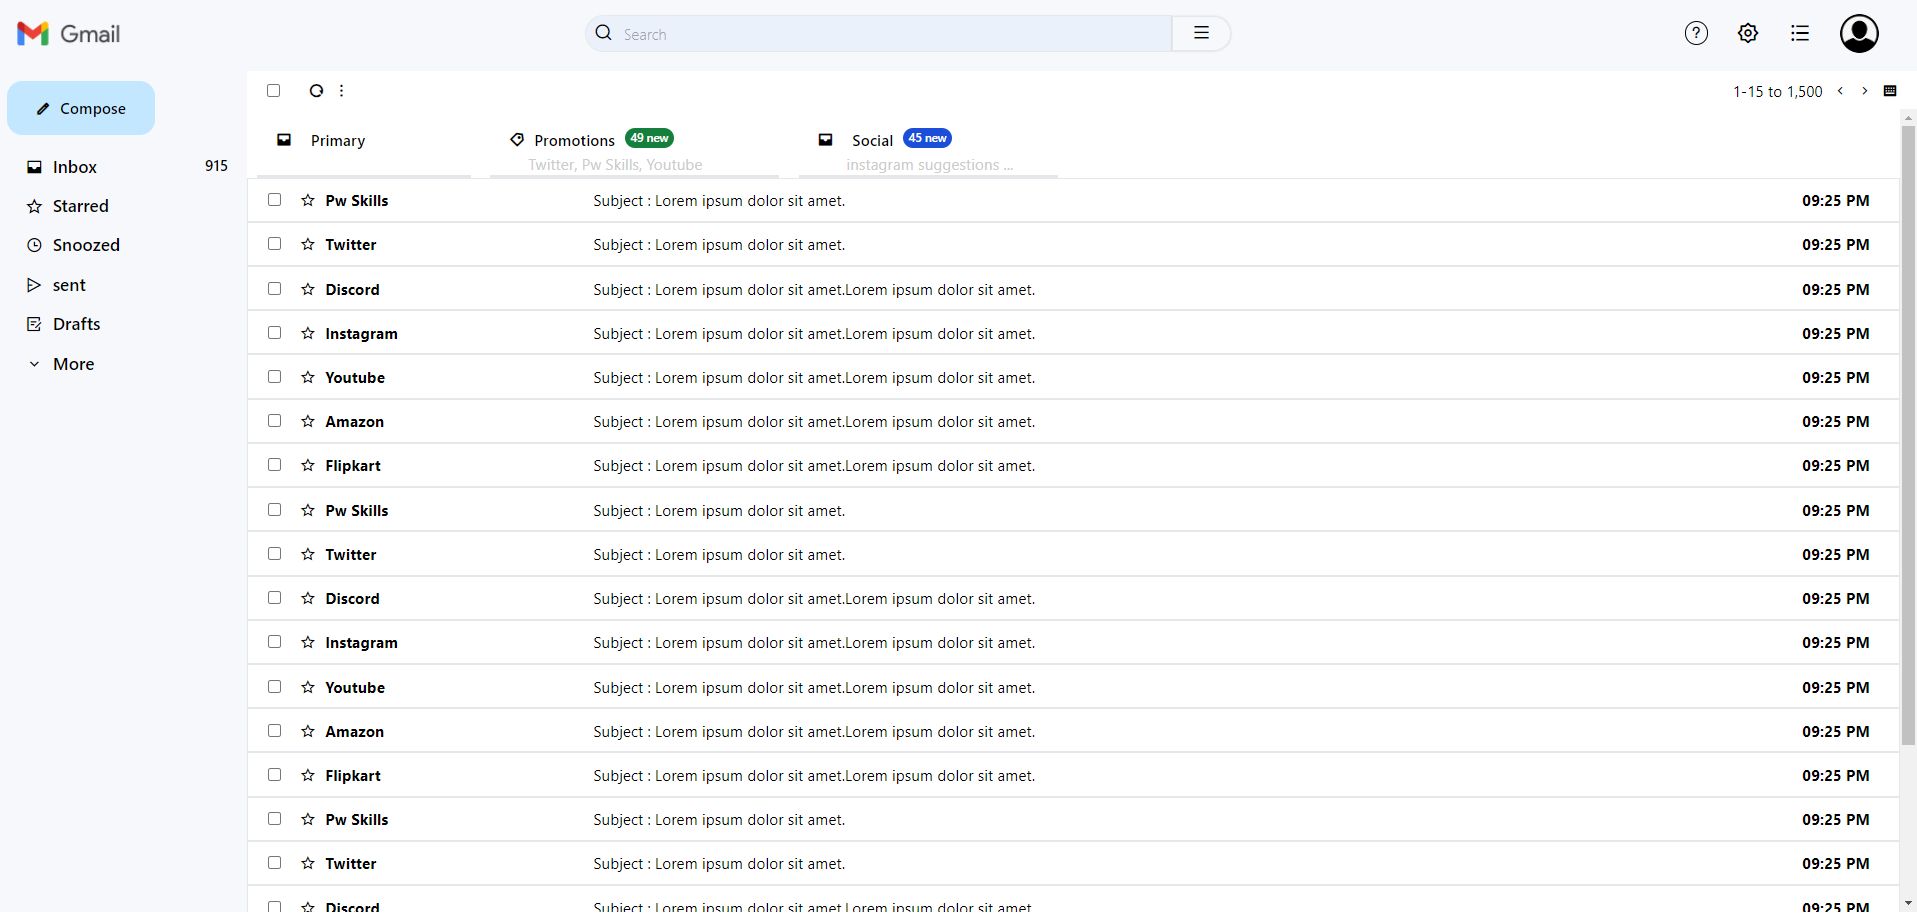 Gmail
Search
Compose
1-15 to 1,500
Primary
Promotions 49 new
Twitter, Pw Skills, Youtube
Social 45 new
instagram suggestions ...
Inbox 915
Starred
Snoozed
sent
Drafts
More
Pw Skills Subject : Lorem ipsum dolor sit amet. 09:25 PM
Twitter Subject : Lorem ipsum dolor sit amet. 09:25 PM
Discord Subject : Lorem ipsum dolor sit amet.Lorem ipsum dolor sit amet. 09:25 PM
Instagram Subject : Lorem ipsum dolor sit amet.Lorem ipsum dolor sit amet. 09:25 PM
Youtube Subject : Lorem ipsum dolor sit amet.Lorem ipsum dolor sit amet. 09:25 PM
Amazon Subject : Lorem ipsum dolor sit amet.Lorem ipsum dolor sit amet. 09:25 PM
Flipkart Subject : Lorem ipsum dolor sit amet.Lorem ipsum dolor sit amet. 09:25 PM
Pw Skills Subject : Lorem ipsum dolor sit amet. 09:25 PM
Twitter Subject : Lorem ipsum dolor sit amet. 09:25 PM
Discord Subject : Lorem ipsum dolor sit amet.Lorem ipsum dolor sit amet. 09:25 PM
Instagram Subject : Lorem ipsum dolor sit amet.Lorem ipsum dolor sit amet. 09:25 PM
Youtube Subject : Lorem ipsum dolor sit amet.Lorem ipsum dolor sit amet. 09:25 PM
Amazon Subject : Lorem ipsum dolor sit amet.Lorem ipsum dolor sit amet. 09:25 PM
Flipkart Subject : Lorem ipsum dolor sit amet.Lorem ipsum dolor sit amet. 09:25 PM
Pw Skills Subject : Lorem ipsum dolor sit amet. 09:25 PM
Twitter Subject : Lorem ipsum dolor sit amet. 09:25 PM
Discord Subject : Lorem ipsum dolor sit amet.Lorem ipsum dolor sit amet. 09:25 PM